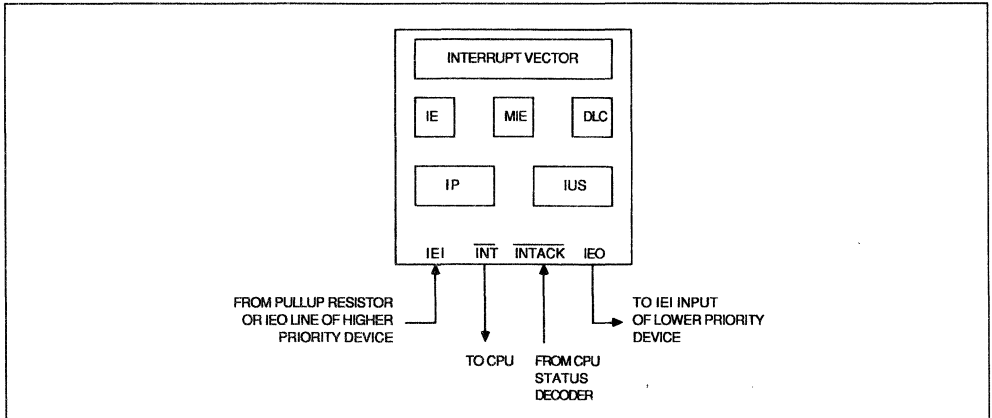 INTERRUPT VECTOR
IE
MIE
DLC
IP
IUS
IEI
INT
INTACK
IEO
FROM PULLUP RESISTOR
OR IEO LINE OF HIGHER
PRIORITY DEVICE
TO CPU
FROM CPU
STATUS
DECODER
TO IEI INPUT
OF LOWER PRIORITY
DEVICE